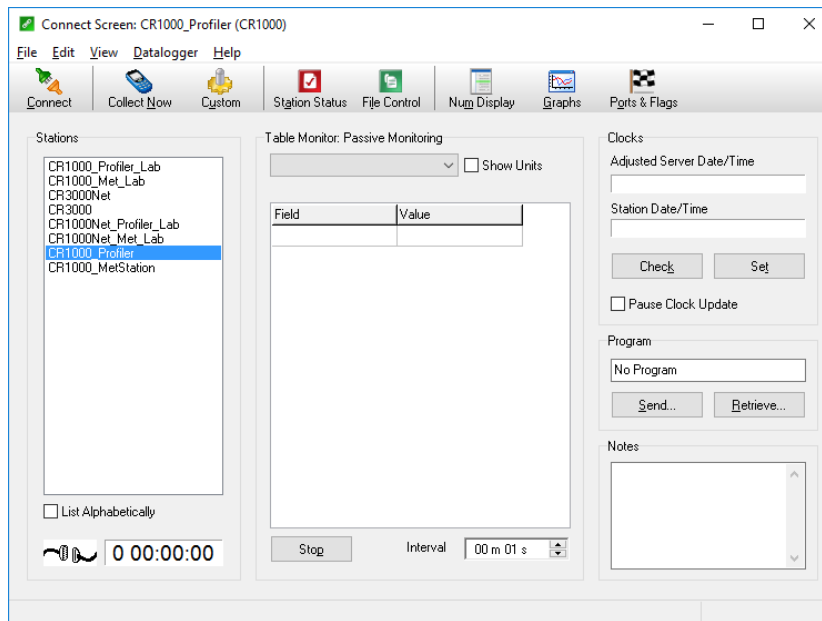 Connect Screen: CR1000_Profiler (CR1000)
File Edit View Datalogger Help
Connect Collect Now Custom Station Status File Control Num Display Graphs Ports & Flags
Stations
CR1000_Profiler_Lab
CR1000_Met_Lab
CR3000Net
CR3000
CR1000Net_Profiler_Lab
CR1000Net_Met_Lab
CR1000_Profiler
CR1000_MetStation
List Alphabetically
0 00:00:00
Table Monitor: Passive Monitoring
Show Units
Field Value
Stop Interval 00 m 01 s
Clocks
Adjusted Server Date/Time
Station Date/Time
Check Set
Pause Clock Update
Program
No Program
Send... Retrieve...
Notes